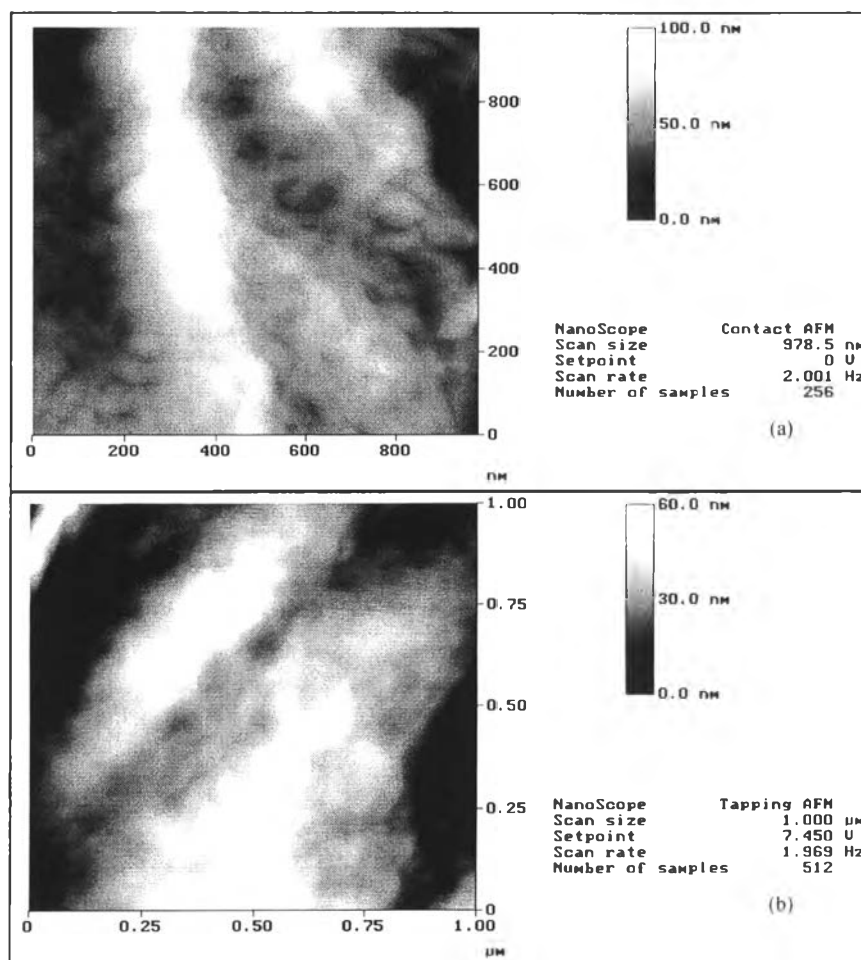 100.0 nm
50.0 nm
0.0 nm
800
600
400
200
0
0 200 400 600 800
nm
NanoScope Contact AFM
Scan size 978.5 nm
Setpoint 0 V
Scan rate 2.001 Hz
Number of samples 256
(a)
60.0 nm
30.0 nm
0.0 nm
1.00
0.75
0.50
0.25
0
0 0.25 0.50 0.75 1.00
µm
NanoScope Tapping AFM
Scan size 1.000 µm
Setpoint 7.450 V
Scan rate 1.969 Hz
Number of samples 512
(b)